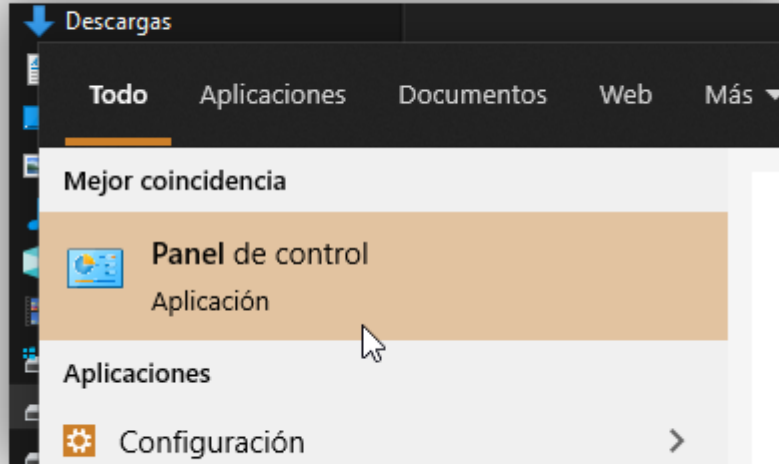 Descargas
Todo Aplicaciones Documentos Web Más
Mejor coincidencia
Panel de control
Aplicación
Aplicaciones
Configuración